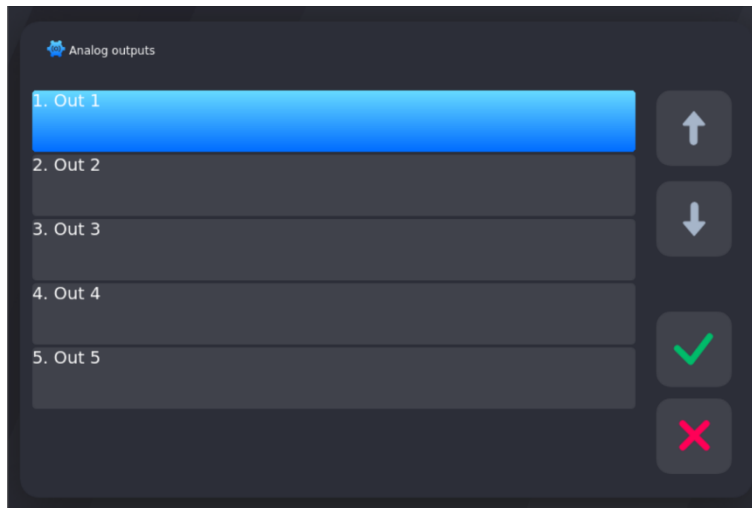 Analog outputs
1. Out 1
2. Out 2
3. Out 3
4. Out 4
5. Out 5